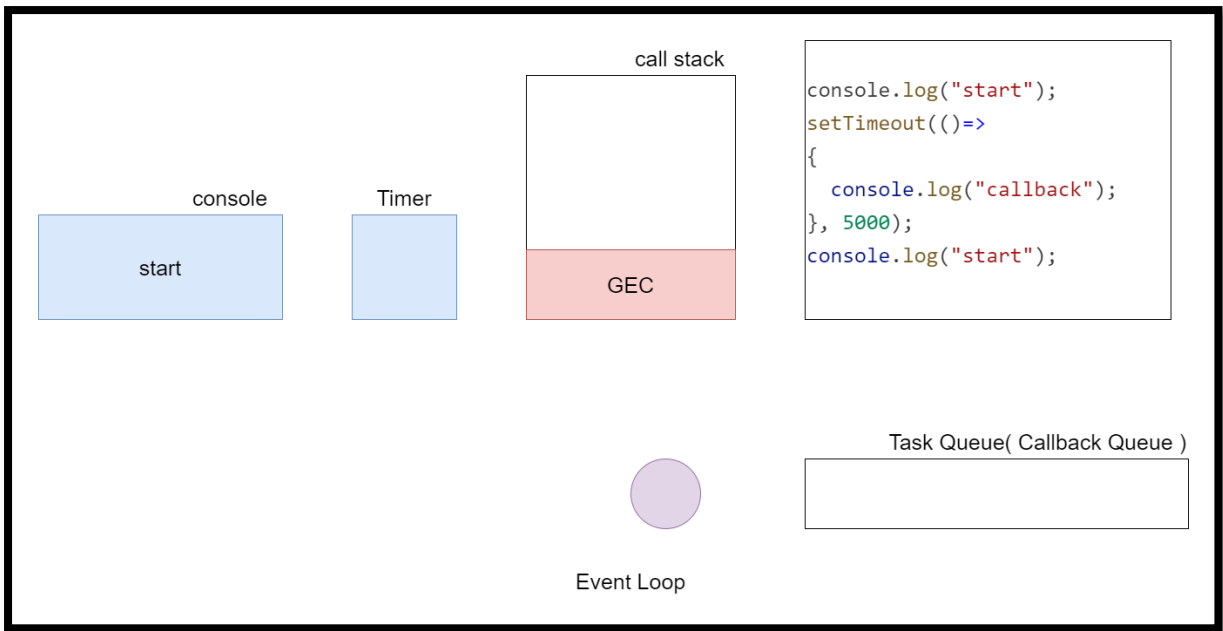 call stack
console.log("start");
setTimeout(()=>
{
  console.log("callback");
}, 5000);
console.log("start");
console
Timer
start
GEC
Task Queue( Callback Queue )
Event Loop